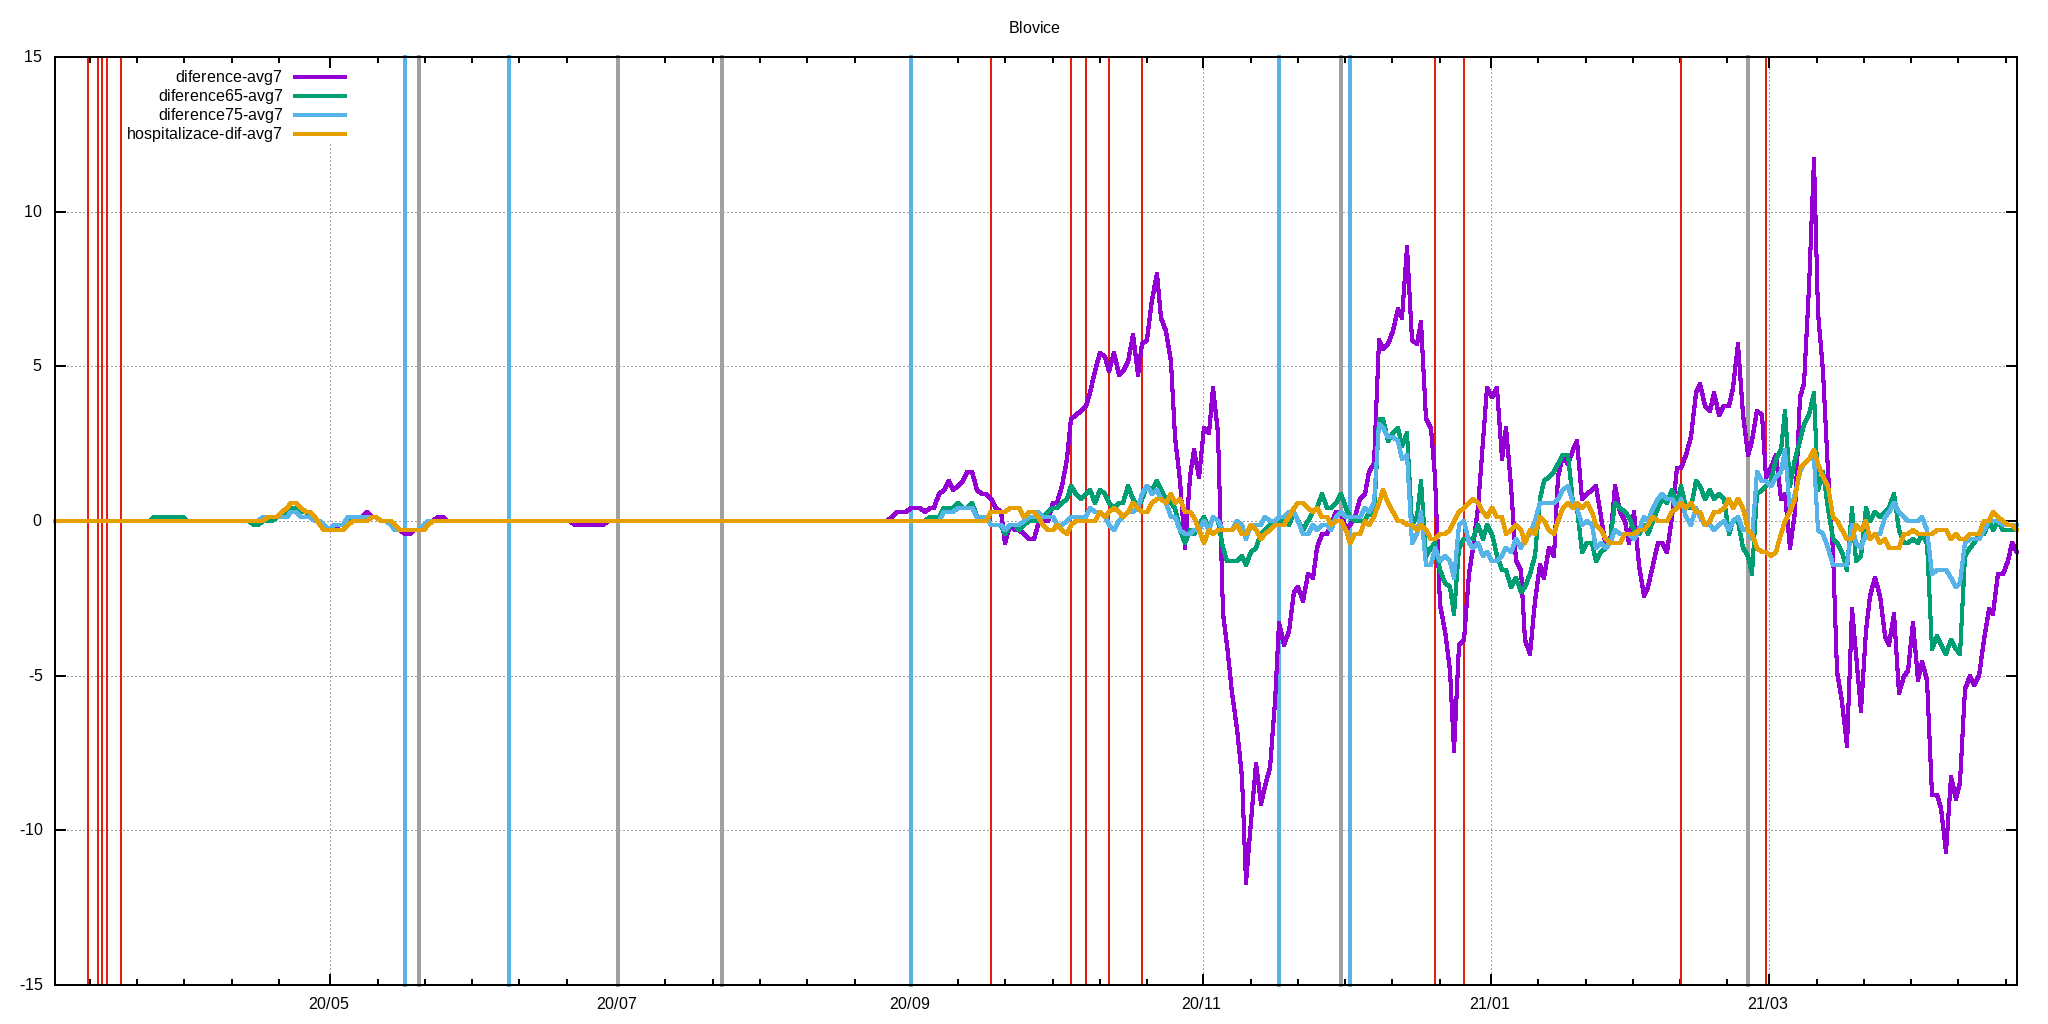 Blovice
15
diference-avg7
diference65-avg7
diference75-avg7
hospitalizace-dif-avg7
10
5
0
-5
-10
-15
20/05 20/07 20/09 20/11 21/01 21/03